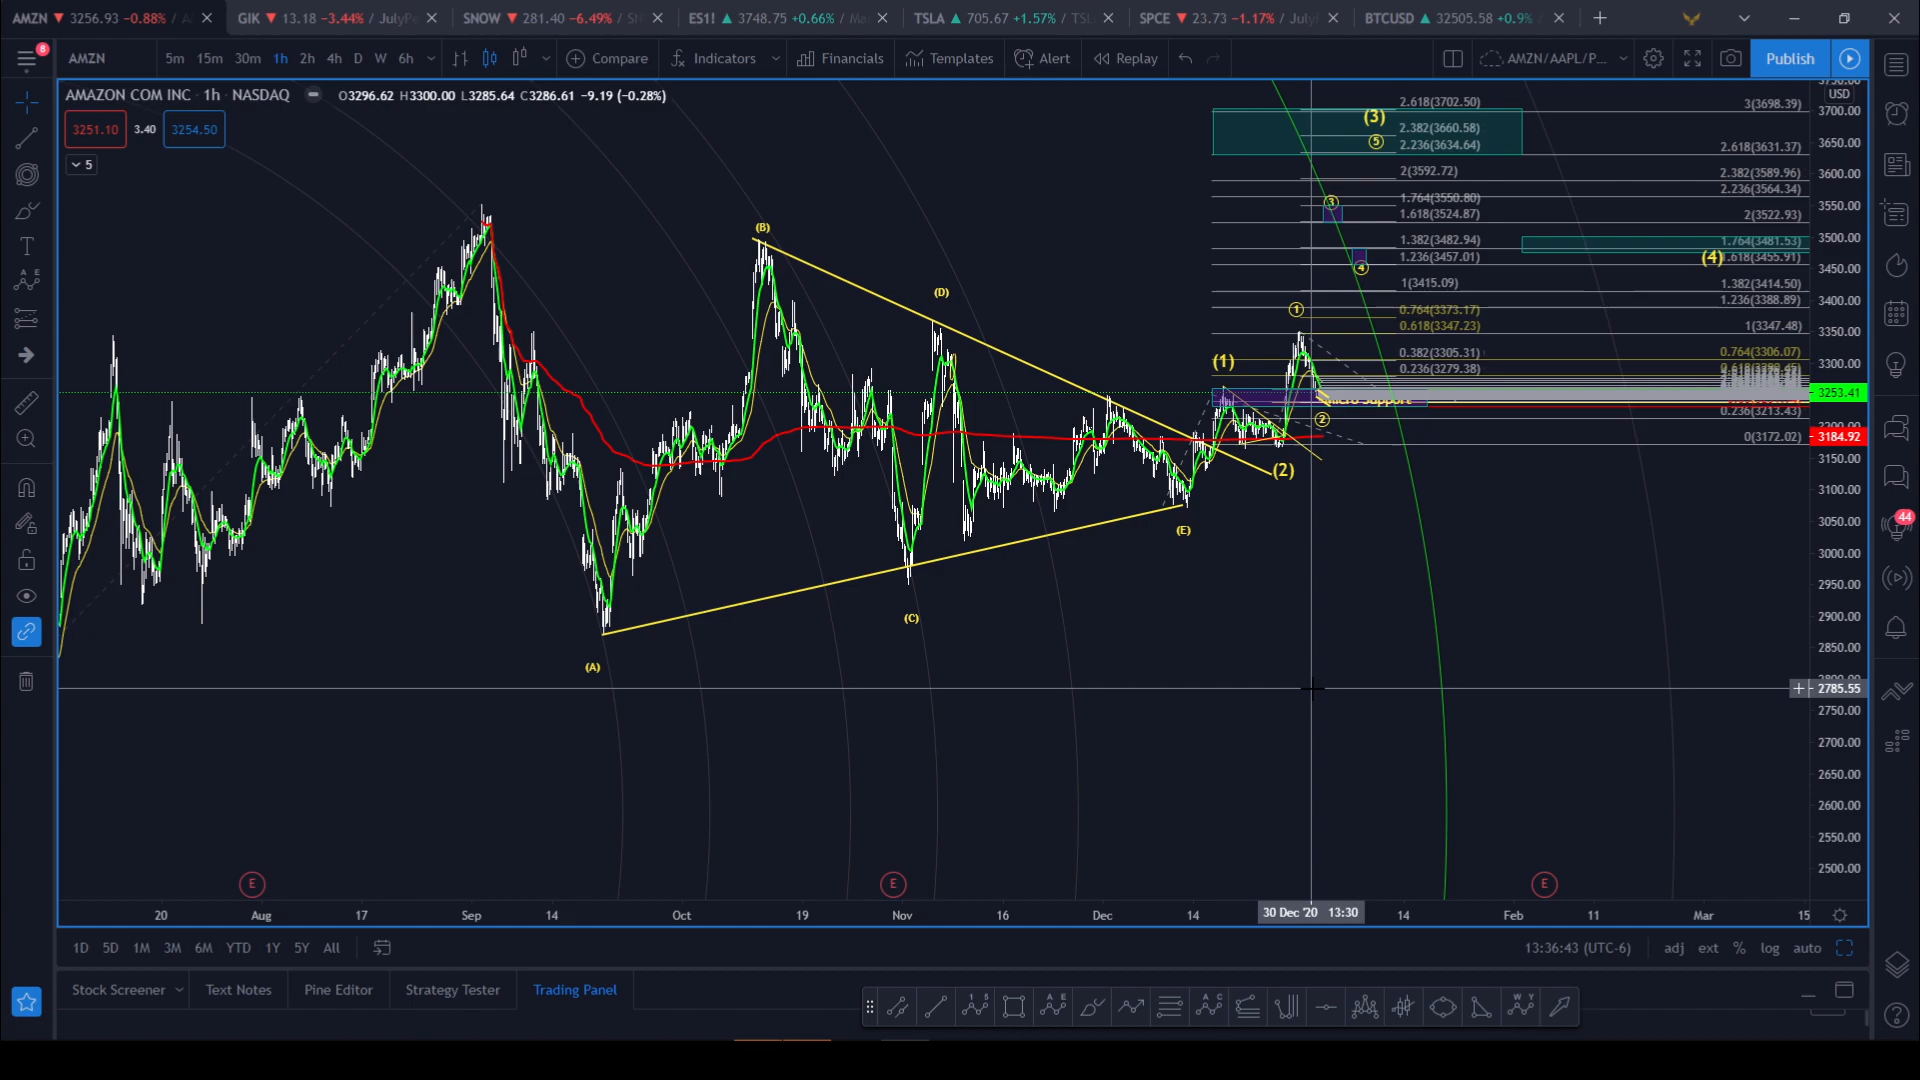 AMZN ▼ 3256.93 −0.88% / A
GIK ▼ 13.18 −3.44% / JulyPe
SNOW ▼ 281.40 −6.49% / St
ES1! ▲ 3748.75 +0.66% / Ma
TSLA ▲ 705.67 +1.57% / TSL
SPCE ▼ 23.73 −1.17% / JulyI
BTCUSD ▲ 32505.58 +0.9%
8
AMZN 5m 15m 30m 1h 2h 4h D W 6h
Compare Indicators Financials Templates Alert Replay
AMZN/AAPL/P...
Publish
AMAZON COM INC · 1h · NASDAQ
O3296.62 H3300.00 L3285.64 C3286.61 −9.19 (−0.28%)
3251.10 3.40 3254.50
5
USD
3700.00
3650.00
3600.00
3550.00
3500.00
3450.00
3400.00
3350.00
3300.00
3253.41
3184.92
3150.00
3100.00
3050.00
3000.00
2950.00
2900.00
2850.00
2785.55
2750.00
2700.00
2650.00
2600.00
2550.00
2500.00
2.618(3702.50)
2.382(3660.58)
2.236(3634.64)
2(3592.72)
1.764(3550.80)
1.618(3524.87)
1.382(3482.94)
1.236(3457.01)
1(3415.09)
0.764(3373.17)
0.618(3347.23)
0.382(3305.31)
0.236(3279.38)
3(3698.39)
2.618(3631.37)
2.382(3589.96)
2.236(3564.34)
2(3522.93)
1.764(3481.53)
1.618(3455.91)
1.382(3414.50)
1.236(3388.89)
1(3347.48)
0.764(3306.07)
0.236(3213.43)
0(3172.02)
(3)
5
3
4
(4)
1
(1)
Support
2
(2)
(A)
(B)
(C)
(D)
(E)
E
E
E
20 Aug 17 Sep 14 Oct 19 Nov 16 Dec 14 30 Dec '20 13:30 14 Feb 11 Mar 15
1D 5D 1M 3M 6M YTD 1Y 5Y All
13:36:43 (UTC-6) adj ext % log auto
Stock Screener Text Notes Pine Editor Strategy Tester Trading Panel
44